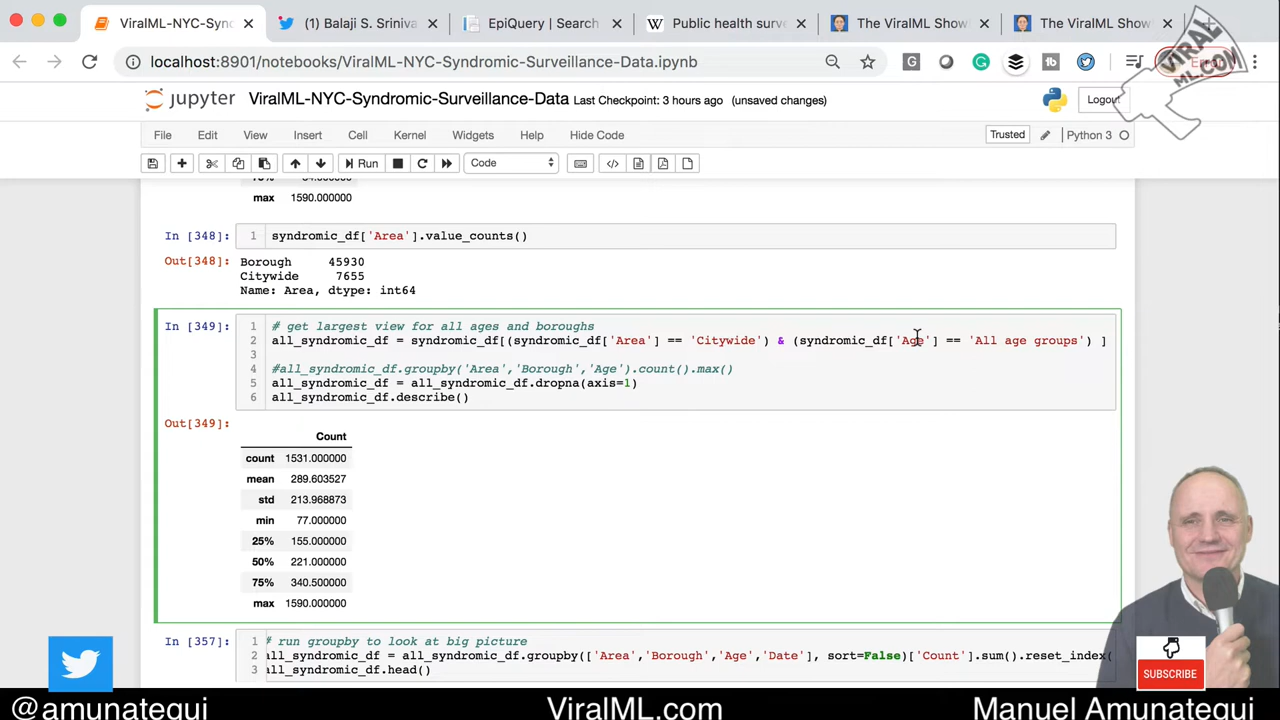 ViralML-NYC-Syndro
(1) Balaji S. Sriniva
EpiQuery | Search
Public health surve
The ViralML Show
The ViralML Show
localhost:8901/notebooks/ViralML-NYC-Syndromic-Surveillance-Data.ipynb
Error
VIRAL
ML.COM
jupyter ViralML-NYC-Syndromic-Surveillance-Data Last Checkpoint: 3 hours ago (unsaved changes)
Logout
File Edit View Insert Cell Kernel Widgets Help Hide Code
Trusted
Python 3
Run
Code
max 1590.000000
In [348]: 1 syndromic_df['Area'].value_counts()
Out[348]: Borough 45930
Citywide 7655
Name: Area, dtype: int64
In [349]: 1 # get largest view for all ages and boroughs
2 all_syndromic_df = syndromic_df[(syndromic_df['Area'] == 'Citywide') & (syndromic_df['Age'] == 'All age groups') ]
3
4 #all_syndromic_df.groupby('Area','Borough','Age').count().max()
5 all_syndromic_df = all_syndromic_df.dropna(axis=1)
6 all_syndromic_df.describe()
Out[349]:
Count
count 1531.000000
mean 289.603527
std 213.968873
min 77.000000
25% 155.000000
50% 221.000000
75% 340.500000
max 1590.000000
In [357]: 1 # run groupby to look at big picture
2 all_syndromic_df = all_syndromic_df.groupby(['Area','Borough','Age','Date'], sort=False)['Count'].sum().reset_index(
3 all_syndromic_df.head()
SUBSCRIBE
@amunategui ViralML.com Manuel Amunategui